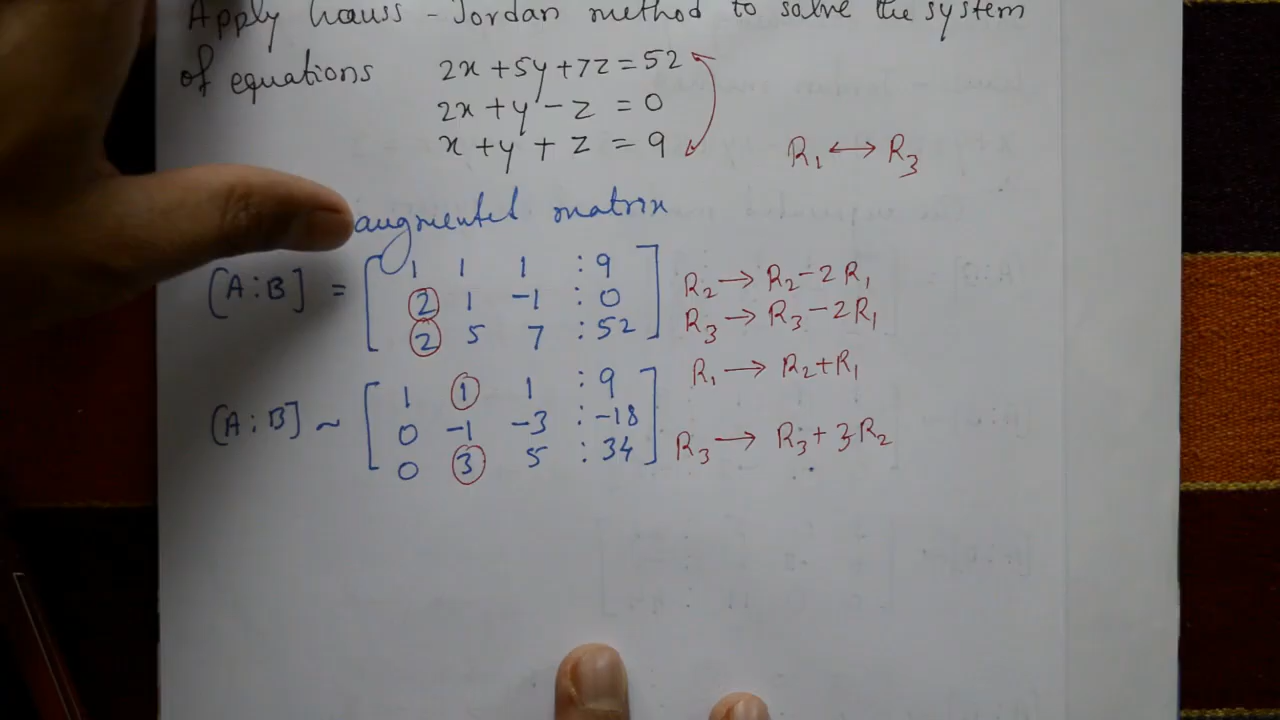 Apply Gauss - Jordan method to solve the system
of equations 2x + 5y + 7z = 52
2x + y - z = 0
x + y + z = 9
R1 ↔ R3
augmented matrix
[A : B] = [ 1 1 1 : 9
2 1 -1 : 0
2 5 7 : 52 ]
R2 → R2 - 2R1
R3 → R3 - 2R1
[A : B] ~ [ 1 1 1 : 9
0 -1 -3 : -18
0 3 5 : 34 ]
R1 → R2 + R1
R3 → R3 + 3R2